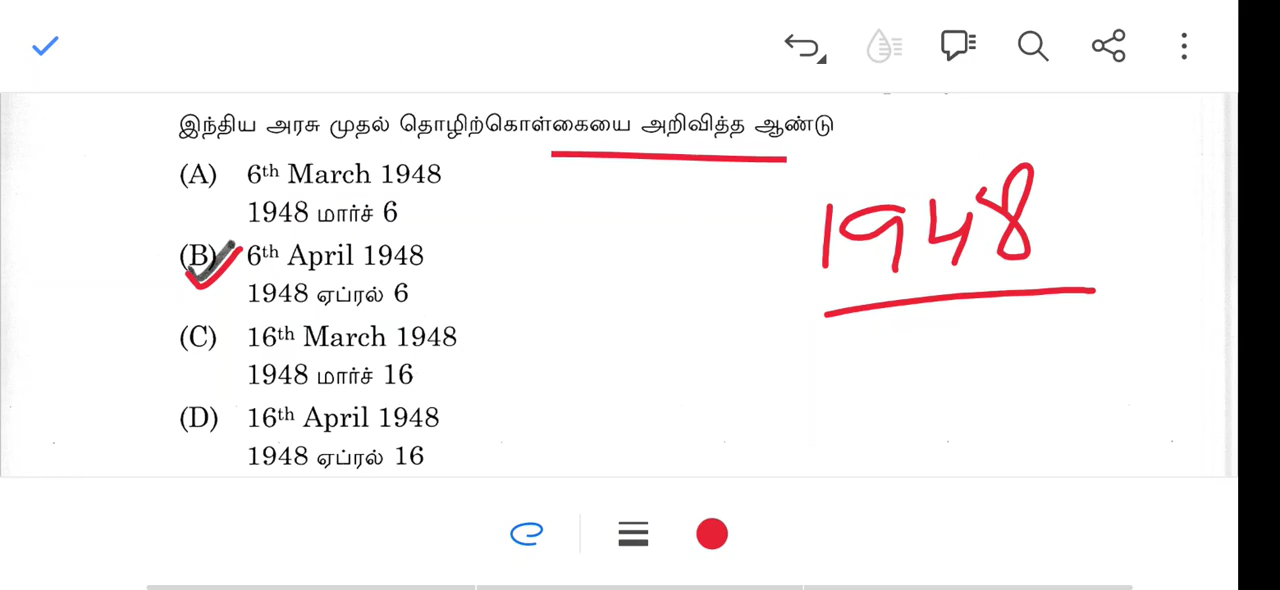 இந்திய அரசு முதல் தொழிற்கொள்கையை அறிவித்த ஆண்டு
(A) 6th March 1948
1948 மார்ச் 6
(B) 6th April 1948
1948 ஏப்ரல் 6
(C) 16th March 1948
1948 மார்ச் 16
(D) 16th April 1948
1948 ஏப்ரல் 16
1948